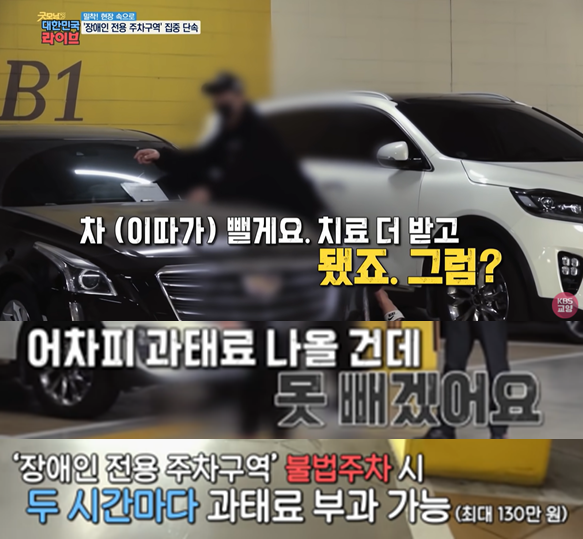 굿모닝
대한민국
라이브
밀착! 현장 속으로
'장애인 전용 주차구역' 집중 단속
B1
차 (이따가) 뺄게요. 치료 더 받고
됐죠. 그럼?
KBS
교양
어차피 과태료 나올 건데
못 빼겠어요
'장애인 전용 주차구역' 불법주차 시
두 시간마다 과태료 부과 가능 (최대 130만 원)